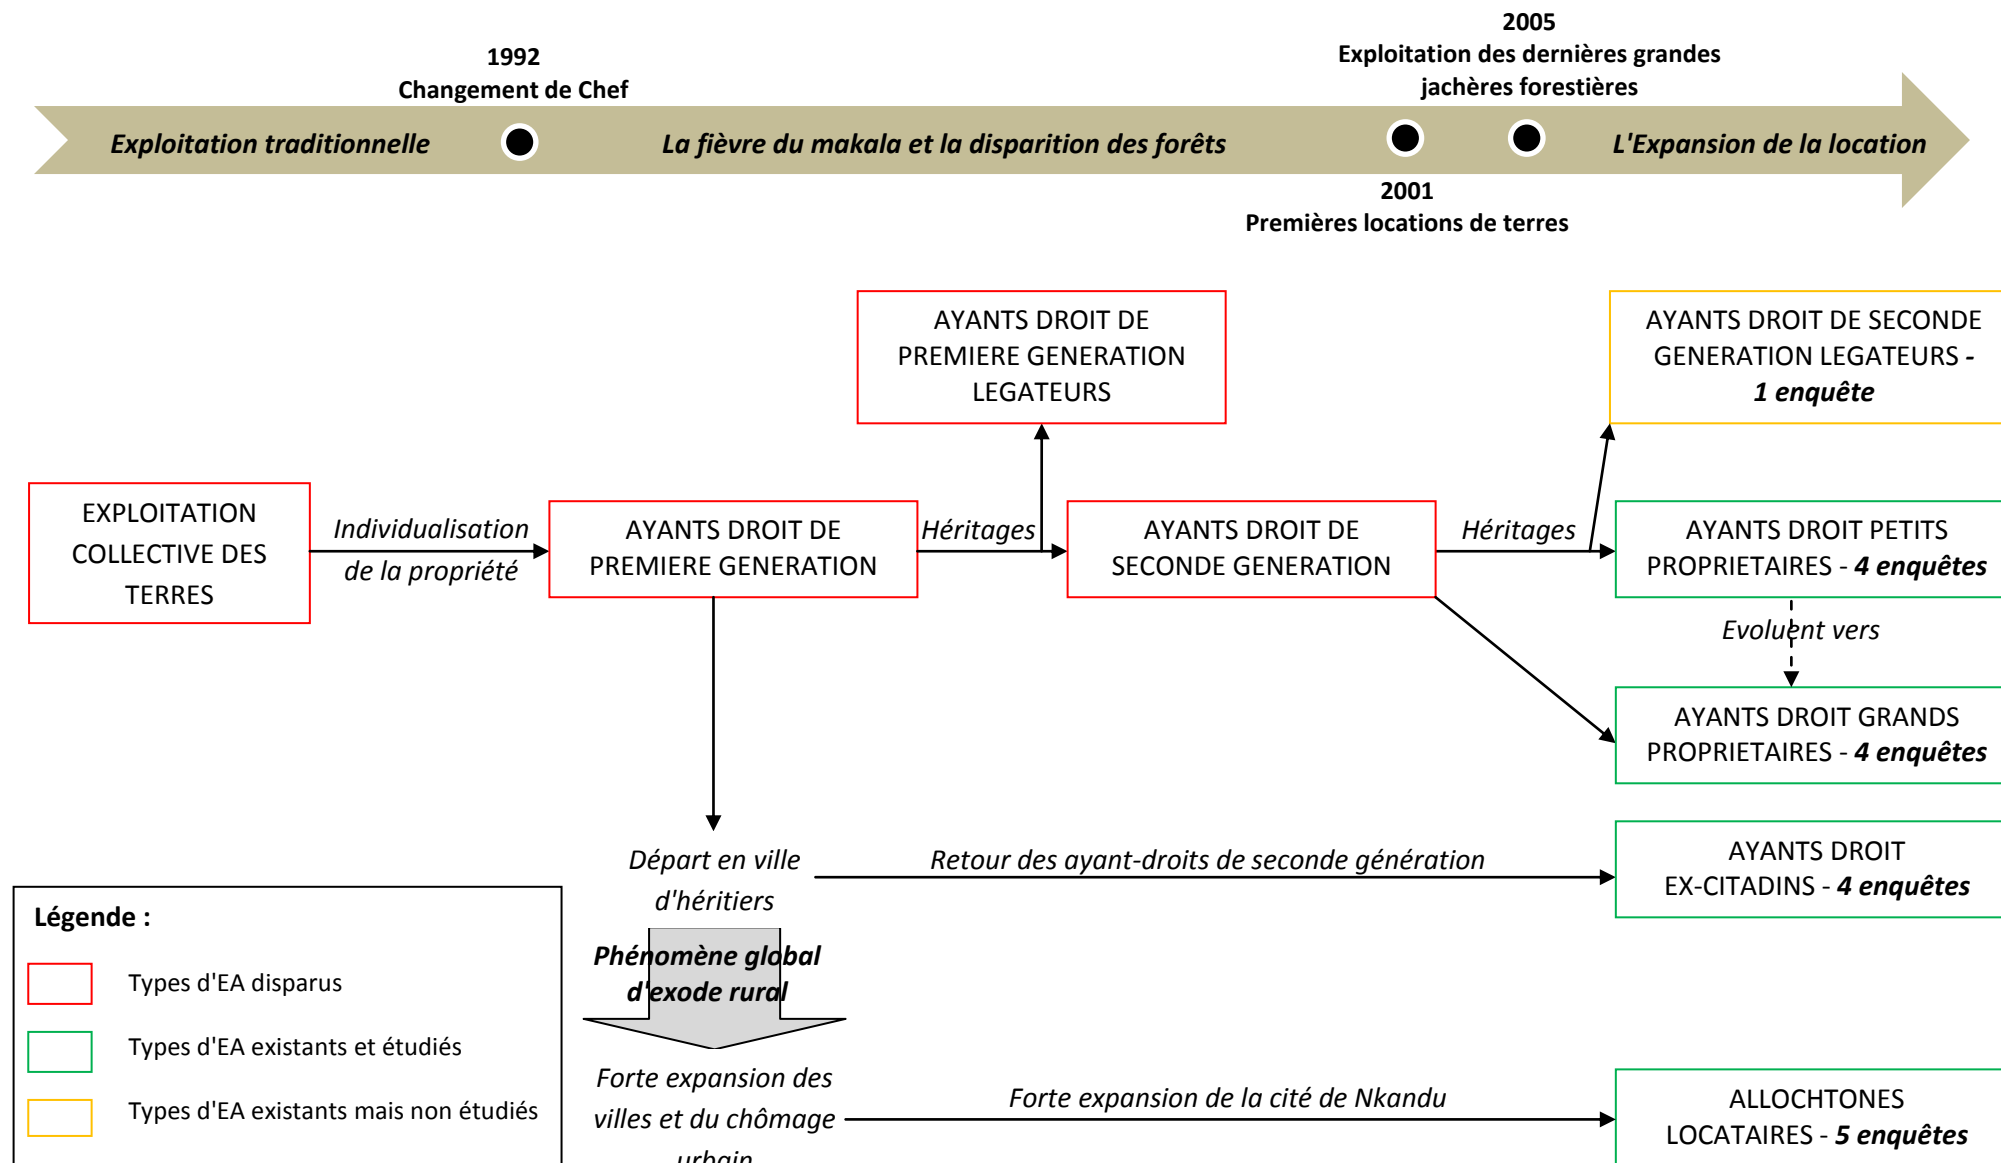 2005
Exploitation des dernières grandes
jachères forestières
1992
Changement de Chef
Exploitation traditionnelle
La fièvre du makala et la disparition des forêts
L'Expansion de la location
2001
Premières locations de terres
AYANTS DROIT DE
PREMIERE GENERATION
LEGATEURS
AYANTS DROIT DE SECONDE
GENERATION LEGATEURS -
1 enquête
EXPLOITATION
COLLECTIVE DES
TERRES
Individualisation
de la propriété
AYANTS DROIT DE
PREMIERE GENERATION
Héritages
AYANTS DROIT DE
SECONDE GENERATION
Héritages
AYANTS DROIT PETITS
PROPRIETAIRES - 4 enquêtes
Evoluent vers
AYANTS DROIT GRANDS
PROPRIETAIRES - 4 enquêtes
Départ en ville
d'héritiers
Retour des ayant-droits de seconde génération
AYANTS DROIT
EX-CITADINS - 4 enquêtes
Phénomène global
d'exode rural
Forte expansion des
villes et du chômage
urbain
Forte expansion de la cité de Nkandu
ALLOCHTONES
LOCATAIRES - 5 enquêtes
Légende :
Types d'EA disparus
Types d'EA existants et étudiés
Types d'EA existants mais non étudiés